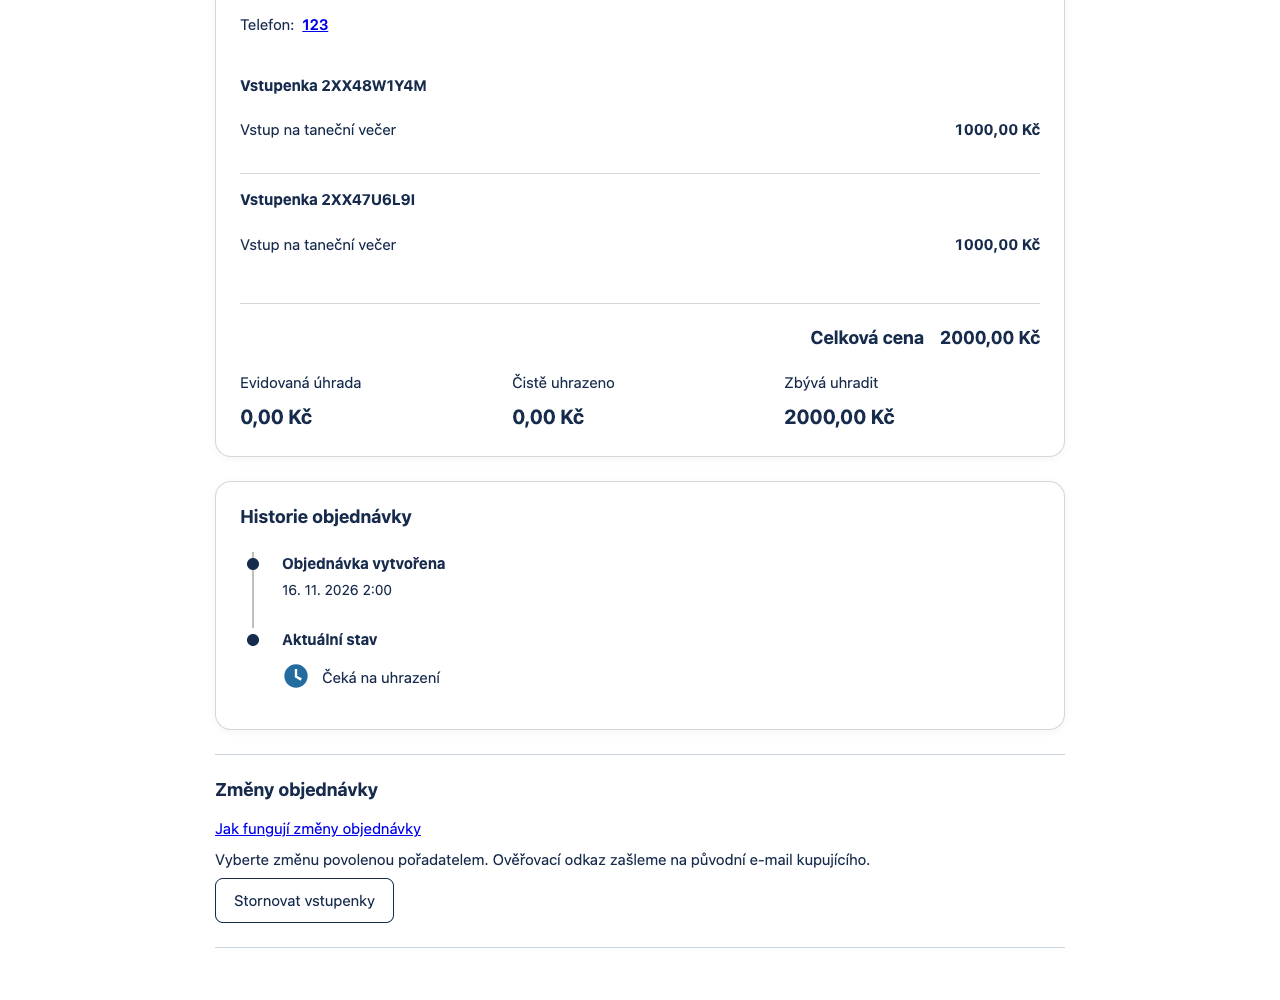 Telefon: 123
Vstupenka 2XX48W1Y4M
Vstup na taneční večer 1000,00 Kč
Vstupenka 2XX47U6L9I
Vstup na taneční večer 1000,00 Kč
Celková cena 2000,00 Kč
Evidovaná úhrada Čistě uhrazeno Zbývá uhradit
0,00 Kč 0,00 Kč 2000,00 Kč
Historie objednávky
Objednávka vytvořena
16. 11. 2026 2:00
Aktuální stav
Čeká na uhrazení
Změny objednávky
Jak fungují změny objednávky
Vyberte změnu povolenou pořadatelem. Ověřovací odkaz zašleme na původní e-mail kupujícího.
Stornovat vstupenky